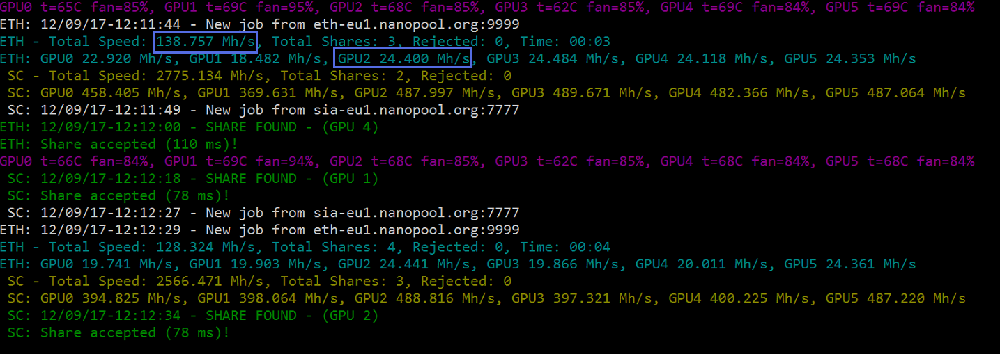 GPU0 t=65C fan=85%, GPU1 t=69C fan=95%, GPU2 t=68C fan=85%, GPU3 t=62C fan=85%, GPU4 t=69C fan=84%, GPU5 t=69C fan=84%
ETH: 12/09/17-12:11:44 - New job from eth-eu1.nanopool.org:9999
ETH - Total Speed: 138.757 Mh/s, Total Shares: 3, Rejected: 0, Time: 00:03
ETH: GPU0 22.920 Mh/s, GPU1 18.482 Mh/s, GPU2 24.400 Mh/s, GPU3 24.484 Mh/s, GPU4 24.118 Mh/s, GPU5 24.353 Mh/s
SC - Total Speed: 2775.134 Mh/s, Total Shares: 2, Rejected: 0
SC: GPU0 458.405 Mh/s, GPU1 369.631 Mh/s, GPU2 487.997 Mh/s, GPU3 489.671 Mh/s, GPU4 482.366 Mh/s, GPU5 487.064 Mh/s
SC: 12/09/17-12:11:49 - New job from sia-eu1.nanopool.org:7777
ETH: 12/09/17-12:12:00 - SHARE FOUND - (GPU 4)
ETH: Share accepted (110 ms)!
GPU0 t=66C fan=84%, GPU1 t=69C fan=94%, GPU2 t=68C fan=85%, GPU3 t=62C fan=85%, GPU4 t=68C fan=84%, GPU5 t=68C fan=84%
SC: 12/09/17-12:12:18 - SHARE FOUND - (GPU 1)
SC: Share accepted (78 ms)!
SC: 12/09/17-12:12:27 - New job from sia-eu1.nanopool.org:7777
ETH: 12/09/17-12:12:29 - New job from eth-eu1.nanopool.org:9999
ETH - Total Speed: 128.324 Mh/s, Total Shares: 4, Rejected: 0, Time: 00:04
ETH: GPU0 19.741 Mh/s, GPU1 19.903 Mh/s, GPU2 24.441 Mh/s, GPU3 19.866 Mh/s, GPU4 20.011 Mh/s, GPU5 24.361 Mh/s
SC - Total Speed: 2566.471 Mh/s, Total Shares: 3, Rejected: 0
SC: GPU0 394.825 Mh/s, GPU1 398.064 Mh/s, GPU2 488.816 Mh/s, GPU3 397.321 Mh/s, GPU4 400.225 Mh/s, GPU5 487.220 Mh/s
SC: 12/09/17-12:12:34 - SHARE FOUND - (GPU 2)
SC: Share accepted (78 ms)!